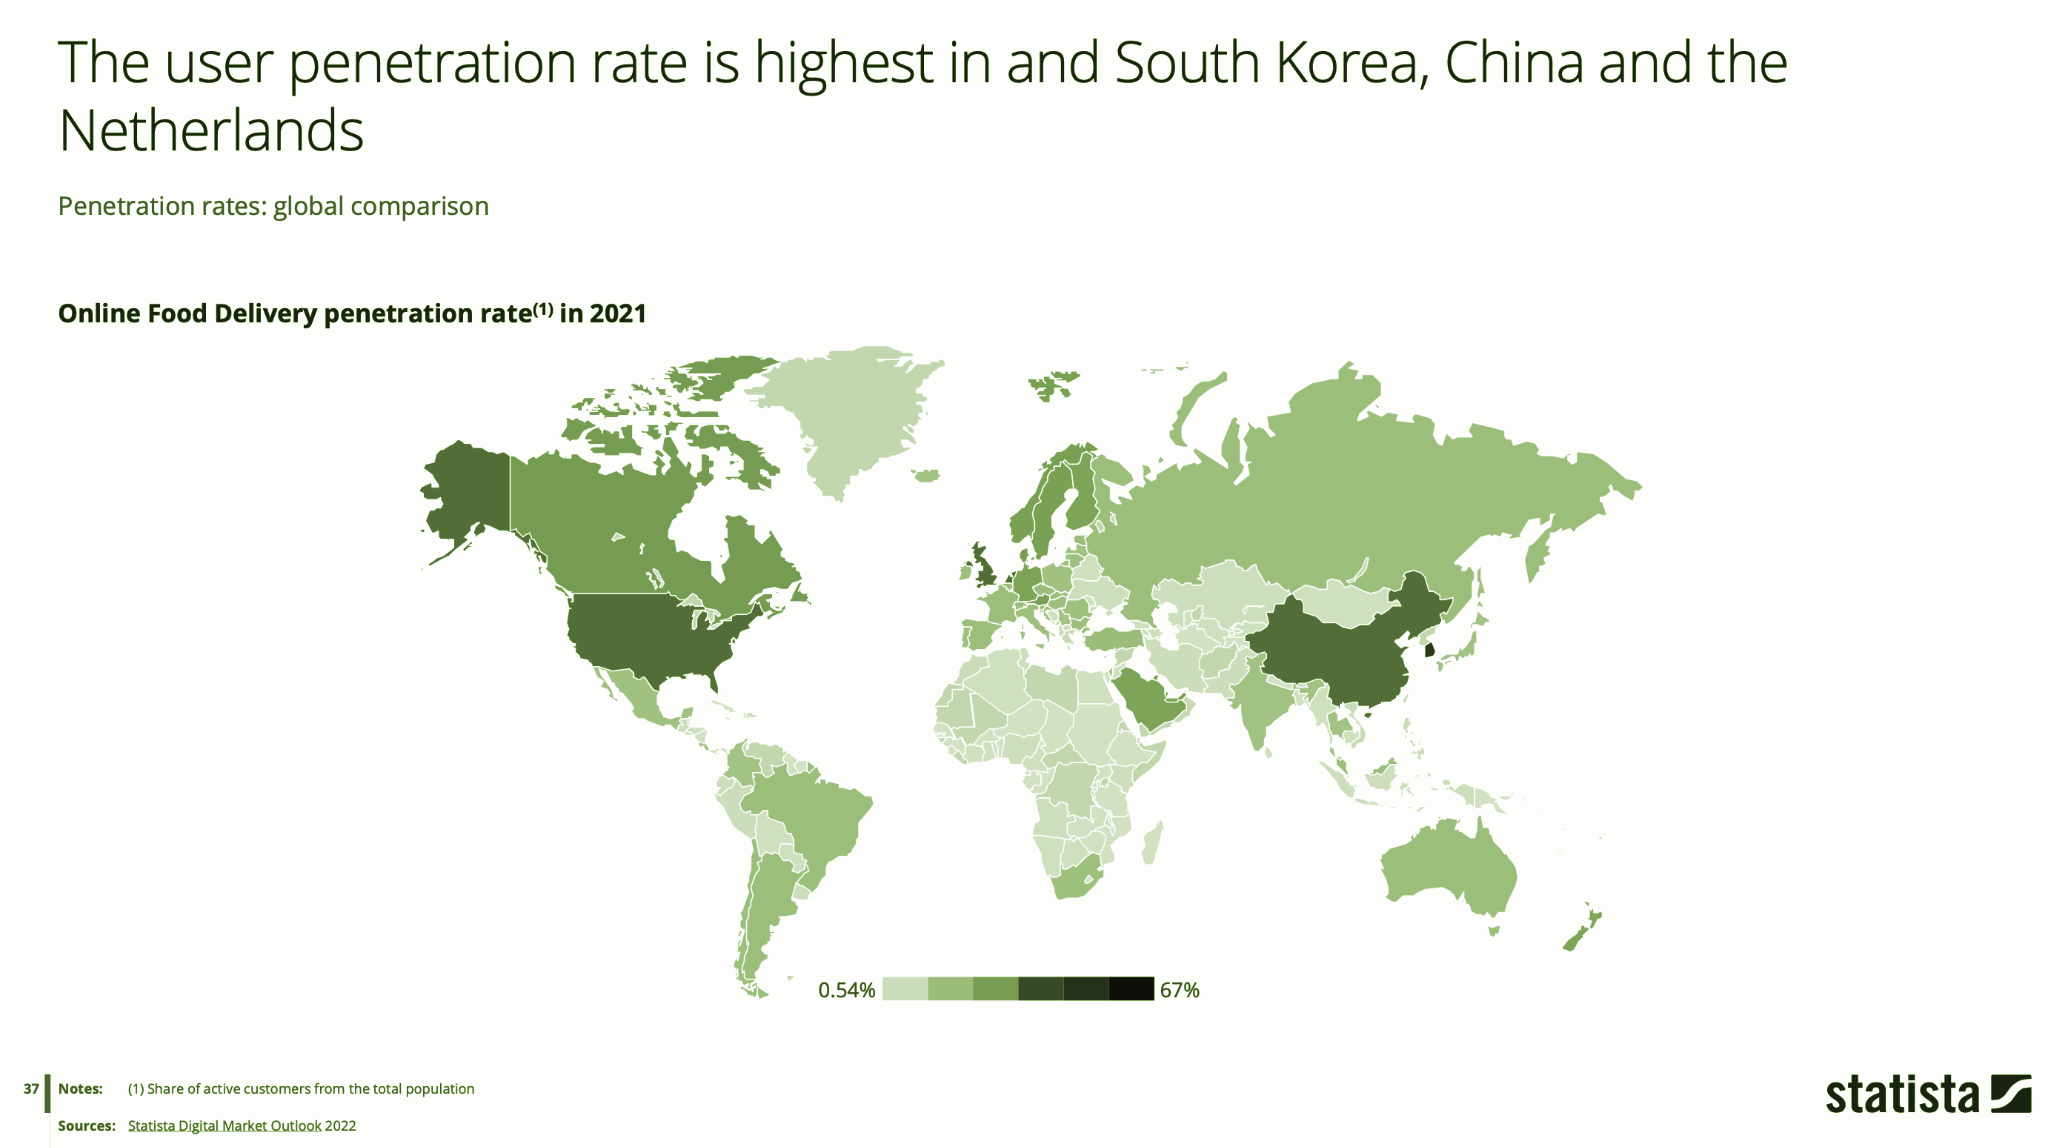 The user penetration rate is highest in and South Korea, China and the
Netherlands
Penetration rates: global comparison
Online Food Delivery penetration rate(1) in 2021
0.54% 67%
37 Notes: (1) Share of active customers from the total population
Sources: Statista Digital Market Outlook 2022
statista